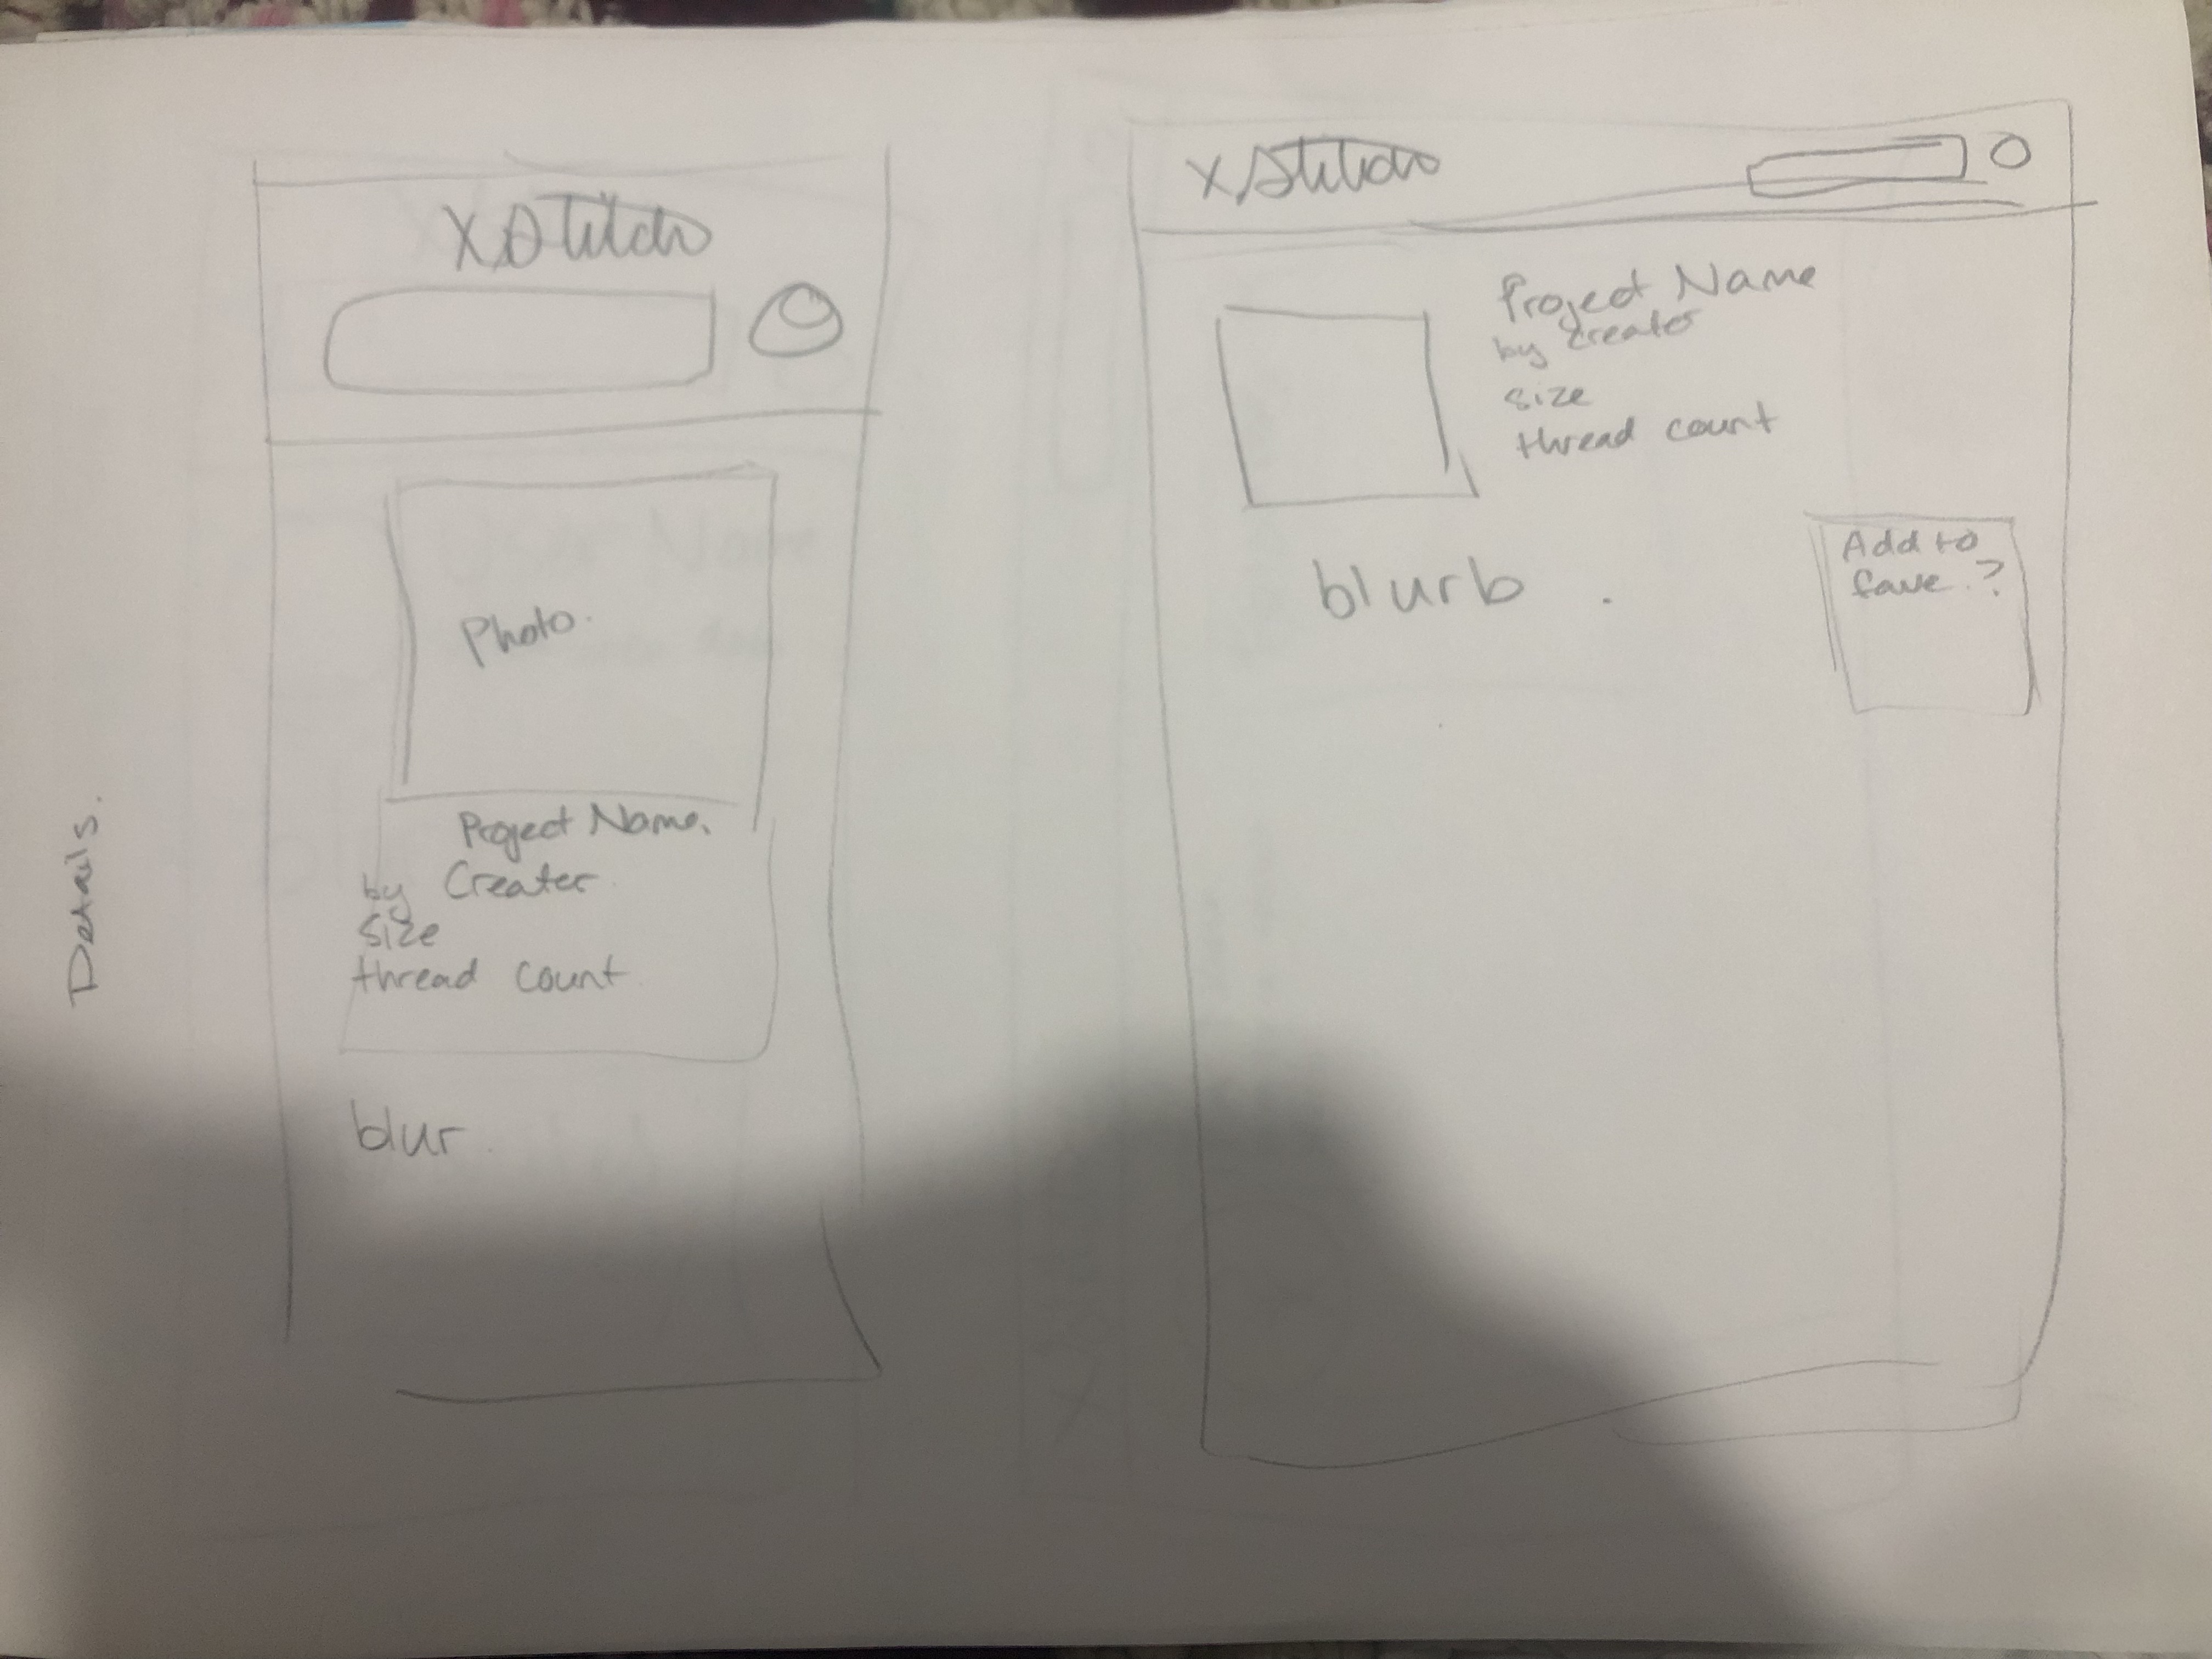 Details.
XStitch
Photo.
Project Name.
by Creater
Size
thread count
blur
XStitch
Project Name
by creater
size
thread count
blurb
Add to
fave?